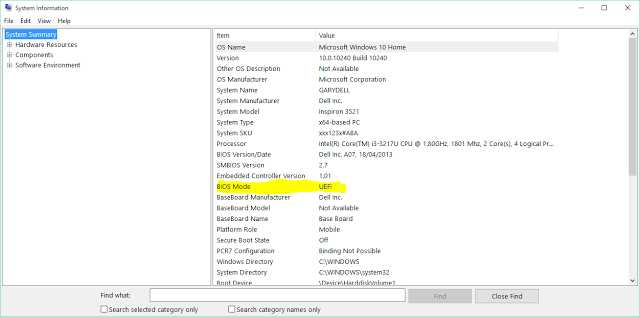 System Information
File Edit View Help
System Summary
Hardware Resources
Components
Software Environment
Item Value
OS Name Microsoft Windows 10 Home
Version 10.0.10240 Build 10240
Other OS Description Not Available
OS Manufacturer Microsoft Corporation
System Name GARYDELL
System Manufacturer Dell Inc.
System Model Inspiron 3521
System Type x64-based PC
System SKU xxx123x#ABA
Processor Intel(R) Core(TM) i3-3217U CPU @ 1.80GHz, 1801 Mhz, 2 Core(s), 4 Logical Pr...
BIOS Version/Date Dell Inc. A07, 18/04/2013
SMBIOS Version 2.7
Embedded Controller Version 1.01
BIOS Mode UEFI
BaseBoard Manufacturer Dell Inc.
BaseBoard Model Not Available
BaseBoard Name Base Board
Platform Role Mobile
Secure Boot State Off
PCR7 Configuration Binding Not Possible
Windows Directory C:\WINDOWS
System Directory C:\WINDOWS\system32
Boot Device \Device\HarddiskVolume1
Find what: Find Close Find
Search selected category only Search category names only